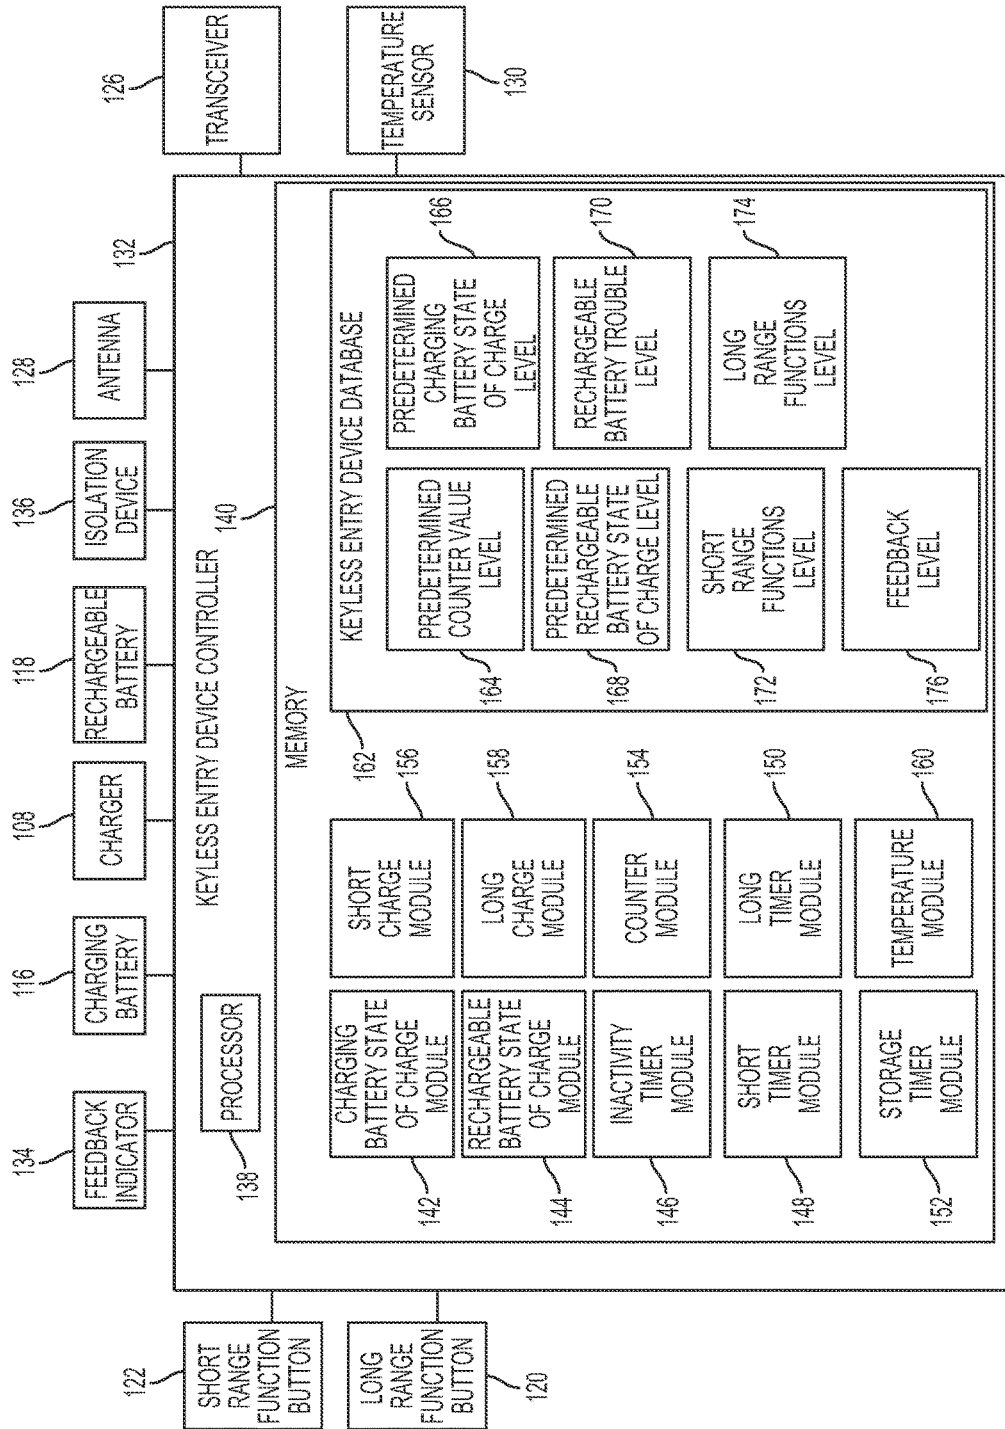 134
FEEDBACK
INDICATOR
116
CHARGING
BATTERY
108
CHARGER
118
RECHARGEABLE
BATTERY
136
ISOLATION
DEVICE
128
ANTENNA
132
122
SHORT
RANGE
FUNCTION
BUTTON
LONG
RANGE
FUNCTION
BUTTON
120
126
TRANSCEIVER
TEMPERATURE
SENSOR
130
KEYLESS ENTRY DEVICE CONTROLLER
PROCESSOR
138
140
MEMORY
CHARGING
BATTERY STATE
OF CHARGE
MODULE
142
RECHARGEABLE
BATTERY STATE
OF CHARGE
MODULE
144
INACTIVITY
TIMER
MODULE
146
SHORT
TIMER
MODULE
148
STORAGE
TIMER
MODULE
152
SHORT
CHARGE
MODULE
156
LONG
CHARGE
MODULE
158
COUNTER
MODULE
154
LONG
TIMER
MODULE
150
TEMPERATURE
MODULE
160
162
KEYLESS ENTRY DEVICE DATABASE
PREDETERMINED
COUNTER VALUE
LEVEL
164
PREDETERMINED
RECHARGEABLE
BATTERY STATE
OF CHARGE LEVEL
168
SHORT
RANGE
FUNCTIONS
LEVEL
172
FEEDBACK
LEVEL
176
PREDETERMINED
CHARGING
BATTERY STATE
OF CHARGE
LEVEL
166
RECHARGEABLE
BATTERY TROUBLE
LEVEL
170
LONG
RANGE
FUNCTIONS
LEVEL
174